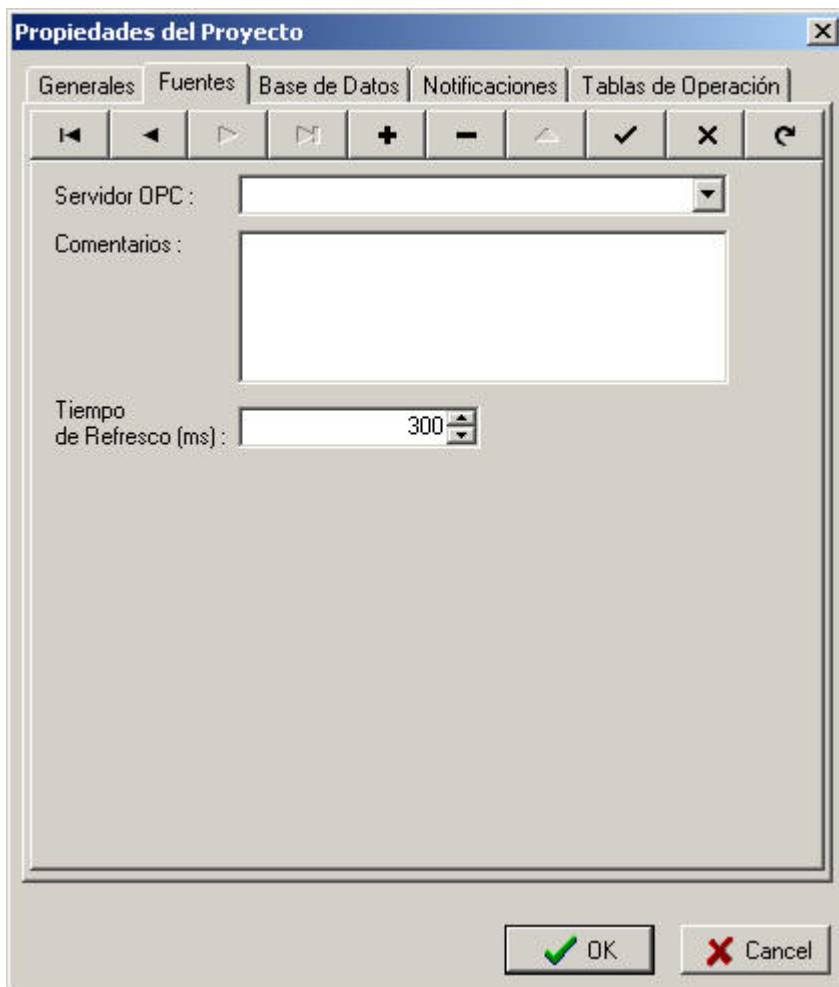 Propiedades del Proyecto
Generales Fuentes Base de Datos Notificaciones Tablas de Operación
Servidor OPC :
Comentarios :
Tiempo
de Refresco (ms) : 300
OK Cancel